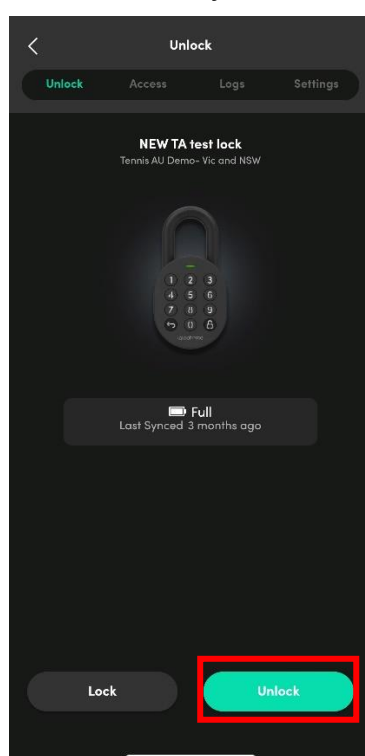 Unlock
Unlock Access Logs Settings
NEW TA test lock
Tennis AU Demo- Vic and NSW
1 2 3
4 5 6
7 8 9
0
Full
Last Synced 3 months ago
Lock Unlock